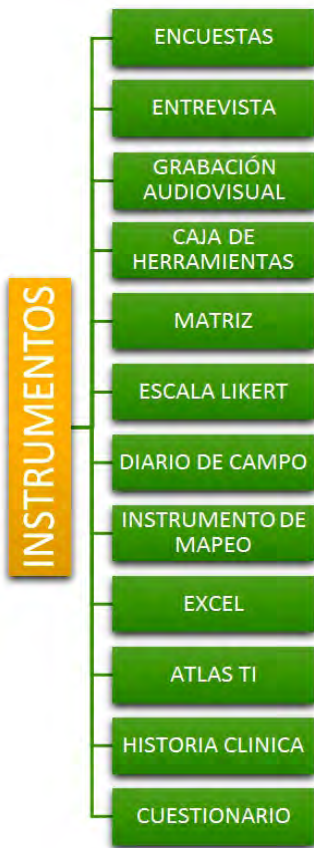 INSTRUMENTOS
ENCUESTAS
ENTREVISTA
GRABACIÓN
AUDIOVISUAL
CAJA DE
HERRAMIENTAS
MATRIZ
ESCALA LIKERT
DIARIO DE CAMPO
INSTRUMENTO DE
MAPEO
EXCEL
ATLAS TI
HISTORIA CLINICA
CUESTIONARIO